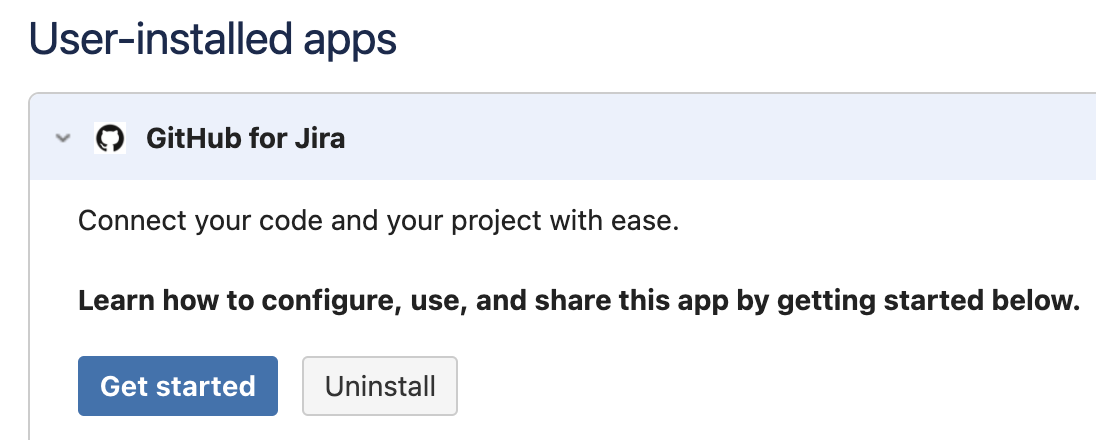 User-installed apps
GitHub for Jira
Connect your code and your project with ease.
Learn how to configure, use, and share this app by getting started below.
Get started
Uninstall